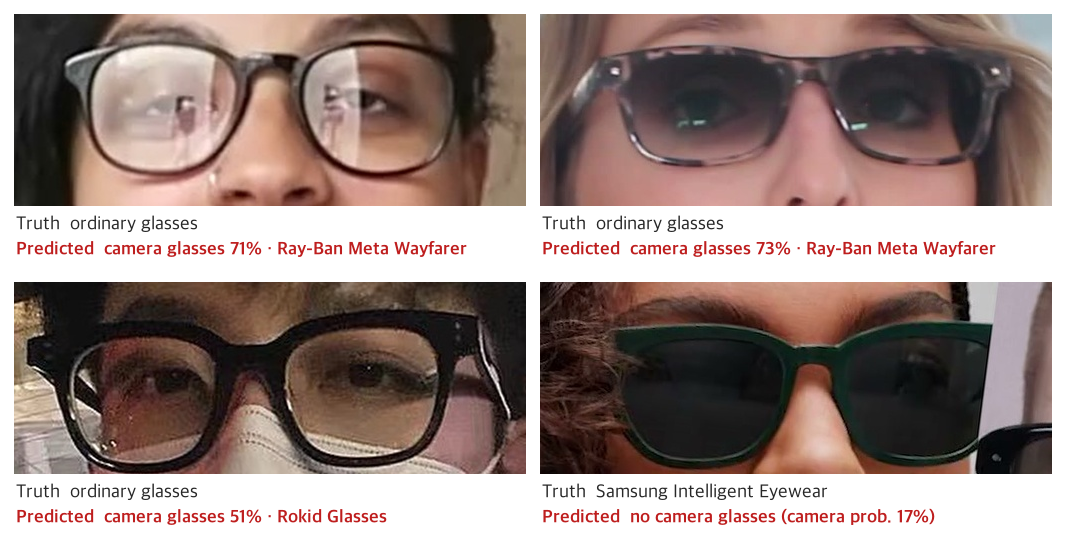 Truth ordinary glasses
Predicted camera glasses 71% · Ray-Ban Meta Wayfarer
Truth ordinary glasses
Predicted camera glasses 73% · Ray-Ban Meta Wayfarer
Truth ordinary glasses
Predicted camera glasses 51% · Rokid Glasses
Truth Samsung Intelligent Eyewear
Predicted no camera glasses (camera prob. 17%)